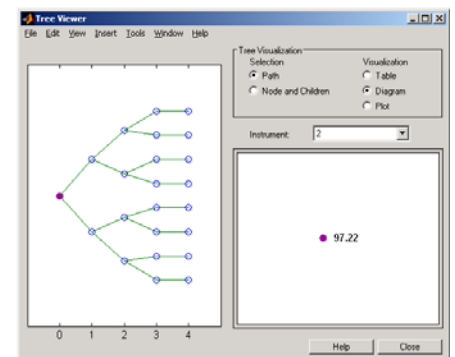 Tree Viewer
File Edit View Insert Tools Window Help
Tree Visualization
Selection Visualization
Path Table
Node and Children Diagram
Plot
Instrument: 2
97.22
0 1 2 3 4
Help Close